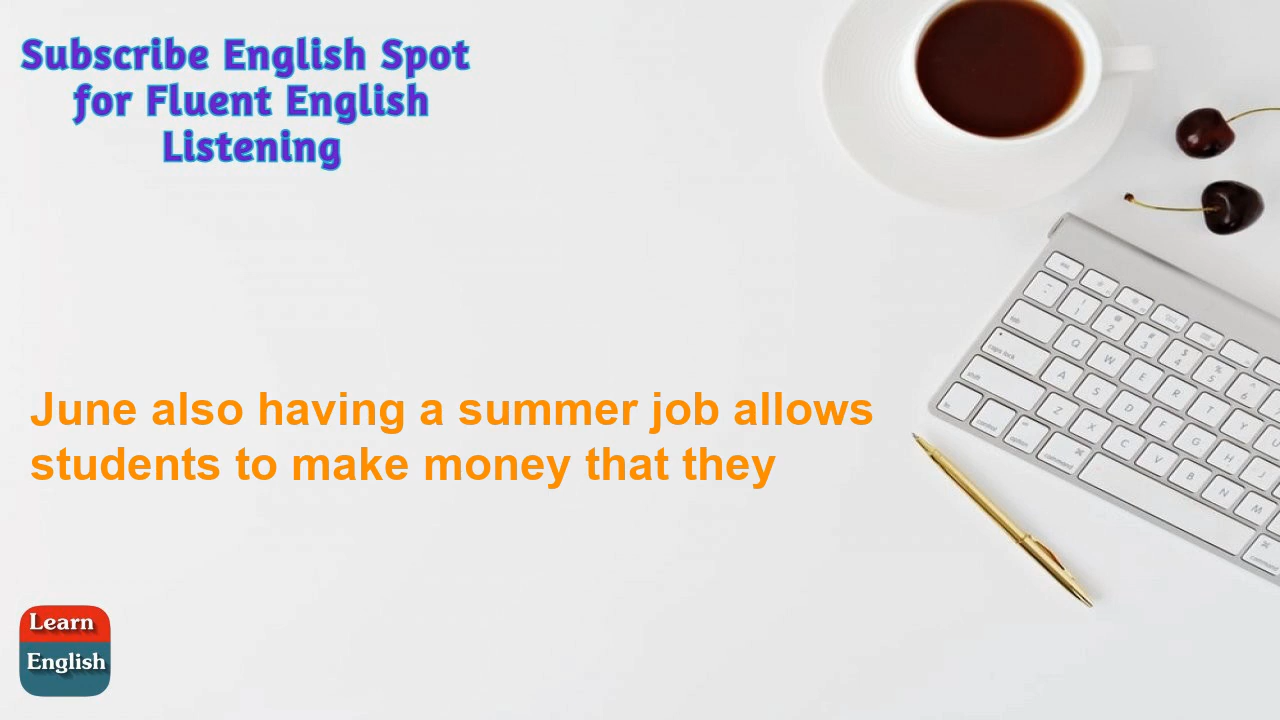 Subscribe English Spot
for Fluent English
Listening
June also having a summer job allows
students to make money that they
Learn
English